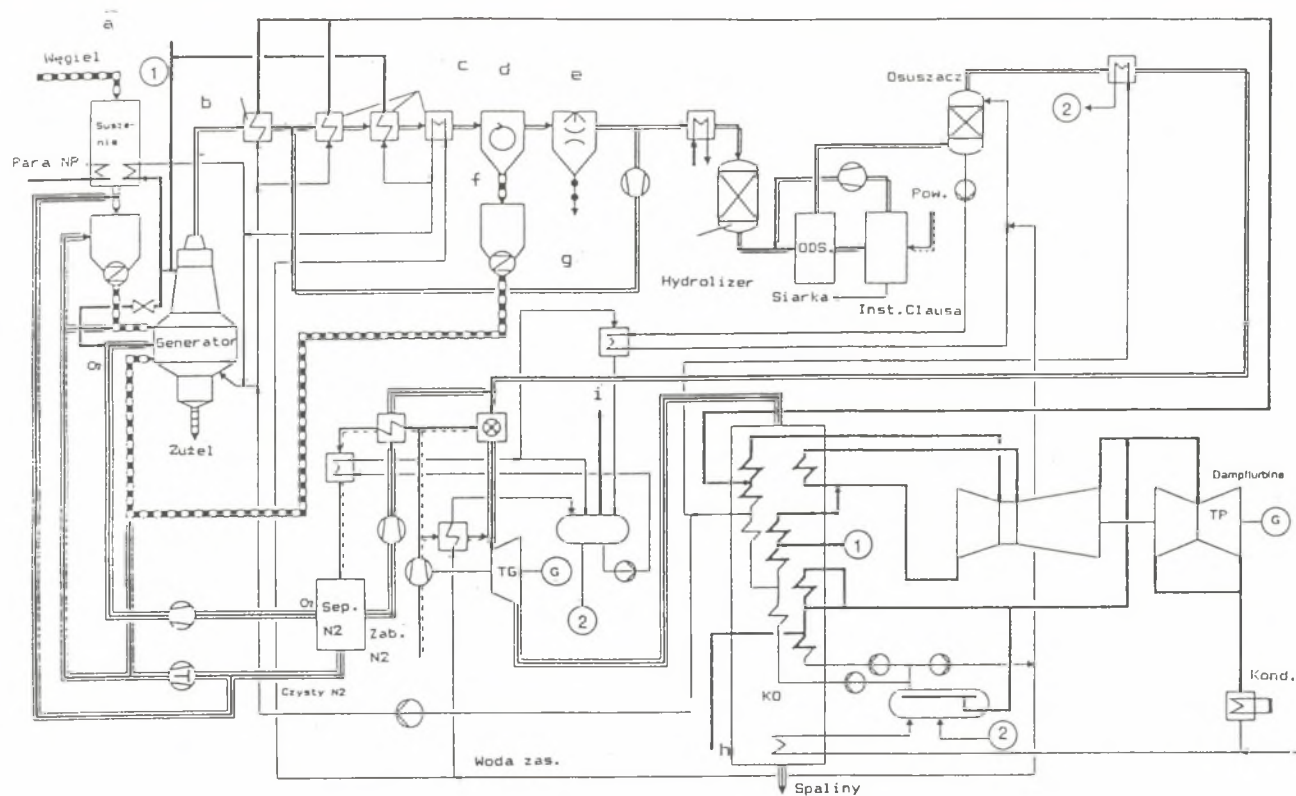 a
Węgiel
1
b
c
d
e
Osuszacz
2
Susze-
nie
Para NP
f
g
Pow.
ODS.
Hydrolizer
Siarka
Inst.Clausa
Generator
O₂
Żużel
i
Dampfturbine
TP
G
1
TG
G
O₂
Sep.
N2
Zab.
N2
2
Czysty N2
KO
Kond.
h
2
Woda zas.
Spaliny